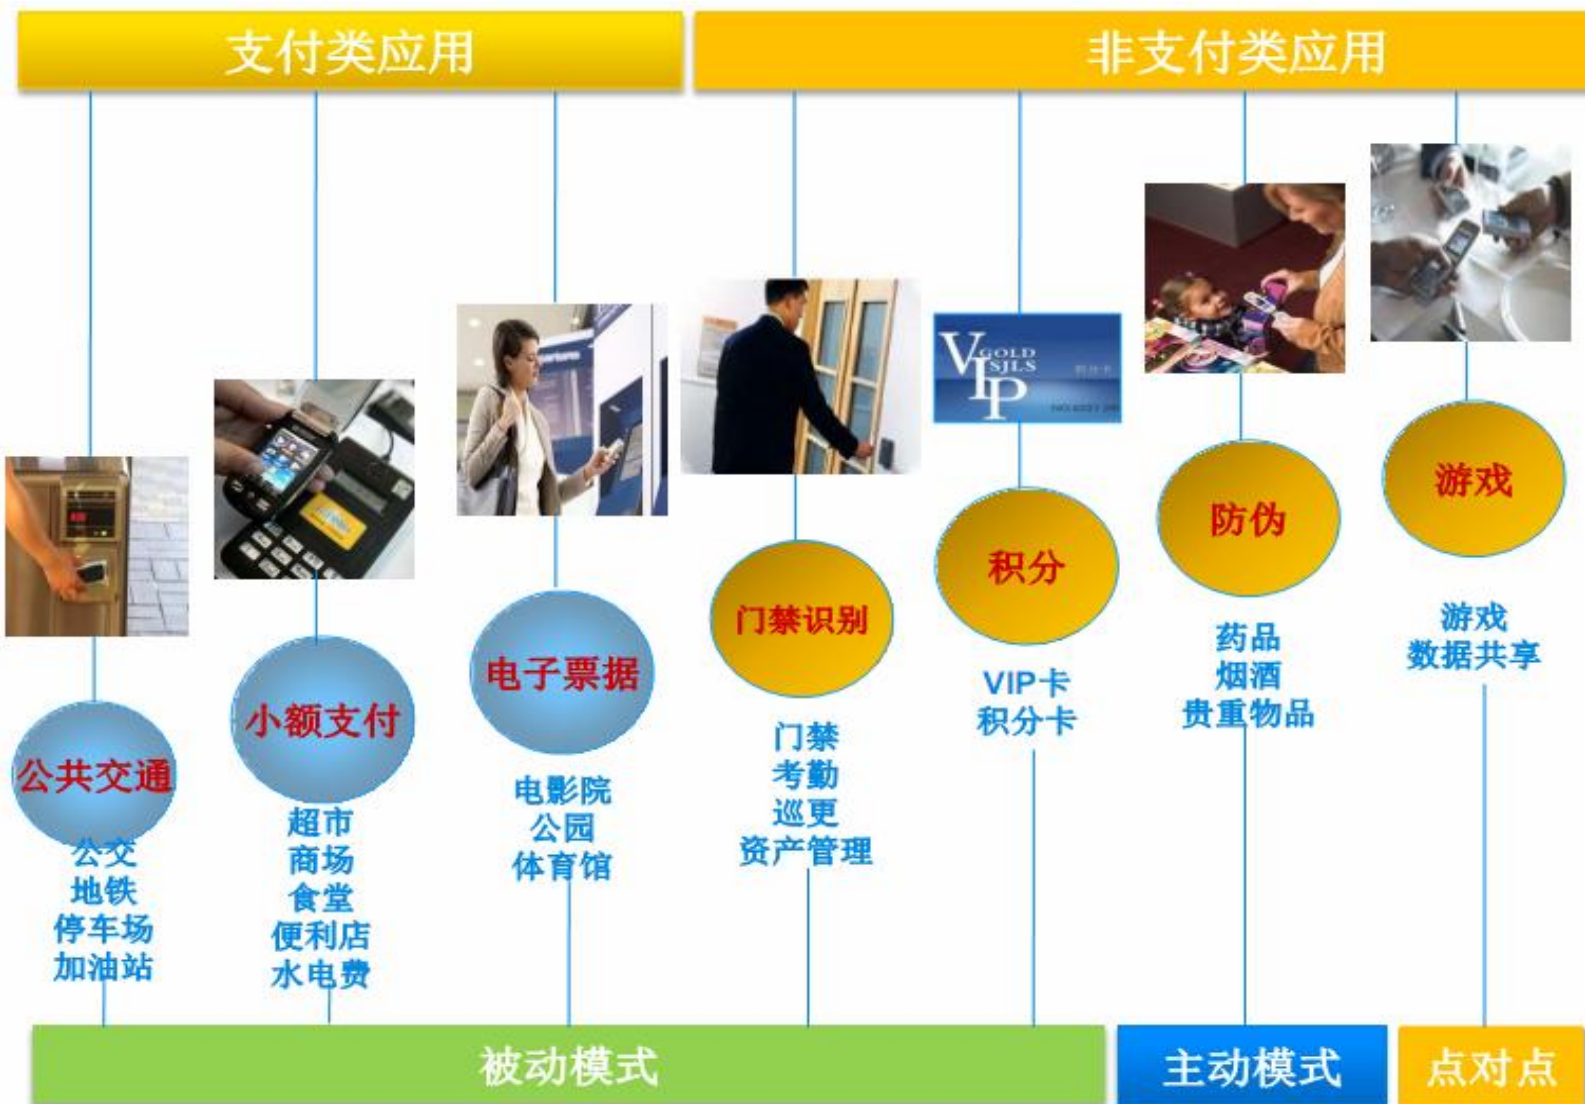 支付类应用
非支付类应用
公共交通
公交
地铁
停车场
加油站
小额支付
超市
商场
食堂
便利店
水电费
电子票据
电影院
公园
体育馆
门禁识别
门禁
考勤
巡更
资产管理
VIP
GOLD
SJLS
积分卡
积分
VIP卡
积分卡
防伪
药品
烟酒
贵重物品
游戏
游戏
数据共享
被动模式
主动模式
点对点